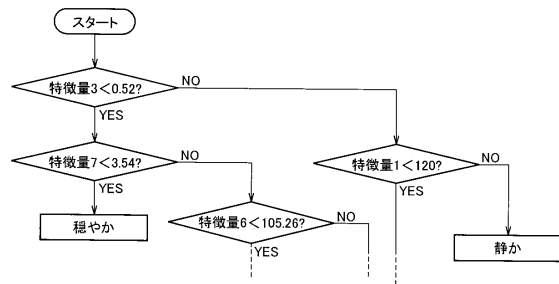 スタート
特徴量3＜0.52?
NO
YES
特徴量7＜3.54?
NO
YES
特徴量1＜120?
NO
YES
穏やか
特徴量6＜105.26?
NO
YES
静か